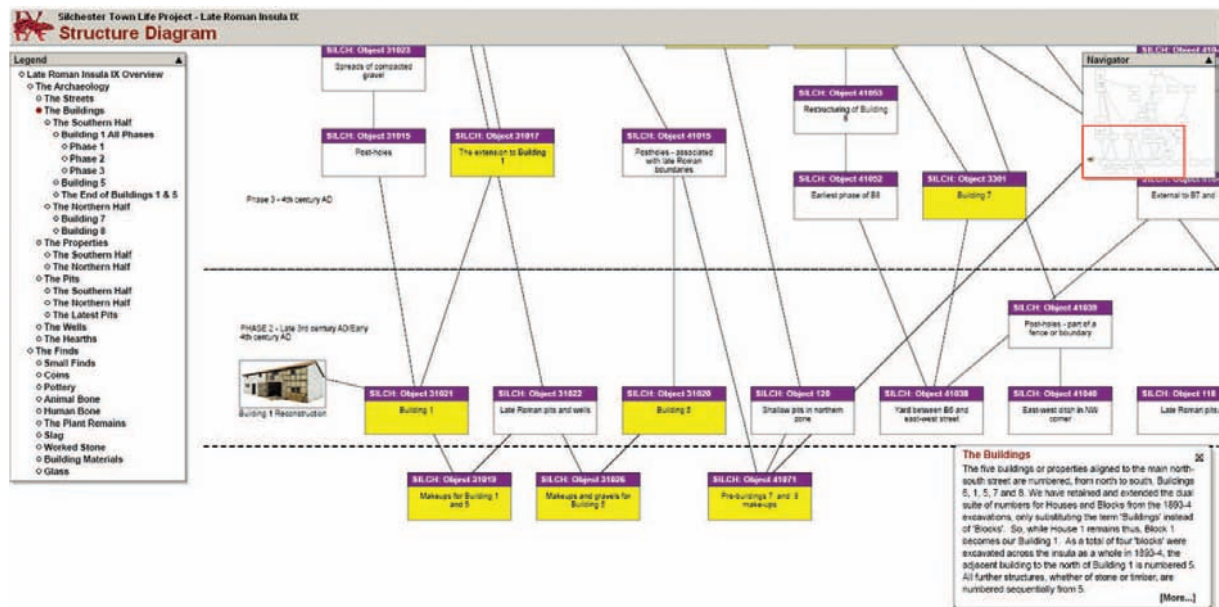 Silchester Town Life Project - Late Roman Insula IX
Structure Diagram
Legend
Late Roman Insula IX Overview
The Archaeology
The Streets
The Buildings
The Southern Half
Building 1 All Phases
Phase 1
Phase 2
Phase 3
Building 5
The End of Buildings 1 & 5
The Northern Half
Building 7
Building 8
The Properties
The Southern Half
The Northern Half
The Pits
The Southern Half
The Northern Half
The Latest Pits
The Wells
The Hearths
The Finds
Small Finds
Coins
Pottery
Animal Bone
Human Bone
The Plant Remains
Slag
Worked Stone
Building Materials
Glass
SILCH: Object 31023
Spreads of compacted
gravel
Navigator
SILCH: Object 41053
Restructuring of Building
SILCH: Object 31015
Post-holes
SILCH: Object 31017
The extension to Building
1
SILCH: Object 41015
Postholes - associated
with late Roman
boundaries
SILCH: Object 41052
Earliest phase of B8
SILCH: Object 3301
Building 7
External to B7 and
Phase 3 - 4th century AD
PHASE 2 - Late 3rd century AD/Early
4th century AD
SILCH: Object 41039
Post-holes - part of a
fence or boundary
Building 1 Reconstruction
SILCH: Object 31021
Building 1
SILCH: Object 31022
Late Roman pits and wells
SILCH: Object 31020
Building 5
SILCH: Object 120
Shallow pits in northern
zone
SILCH: Object 41038
Yard between B6 and
east-west street
SILCH: Object 41040
East-west ditch in NW
corner
SILCH: Object 118
Late Roman pits
SILCH: Object 31019
Makeups for Building 1
and 5
SILCH: Object 31026
Makeups and gravels for
Building 5
SILCH: Object 41071
Pre-buildings 7 and 8
make-ups
The Buildings
The five buildings or properties aligned to the main north-
south street are numbered, from north to south, Buildings
6, 1, 5, 7 and 8. We have retained and extended the dual
suite of numbers for Houses and Blocks from the 1893-4
excavations, only substituting the term 'Buildings' instead
of 'Blocks'. So, while House 1 remains thus, Block 1
becomes our Building 1. As a total of four 'blocks' were
excavated across the insula as a whole in 1893-4, the
adjacent building to the north of Building 1 is numbered 5.
All further structures, whether of stone or timber, are
numbered sequentially from 5.
[More...]